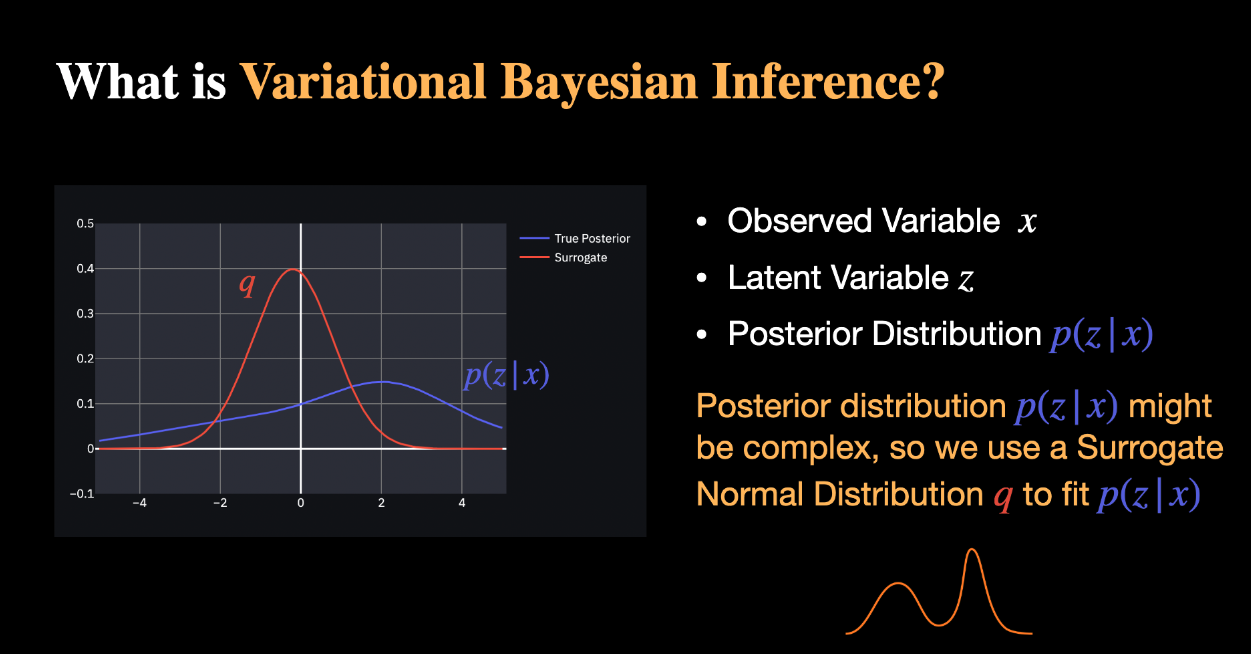 What is Variational Bayesian Inference?
0.5
0.4
0.3
0.2
0.1
0
−0.1
−4
−2
0
2
4
True Posterior
Surrogate
q
p(z|x)
• Observed Variable x
• Latent Variable z
• Posterior Distribution p(z|x)
Posterior distribution p(z|x) might
be complex, so we use a Surrogate
Normal Distribution q to fit p(z|x)